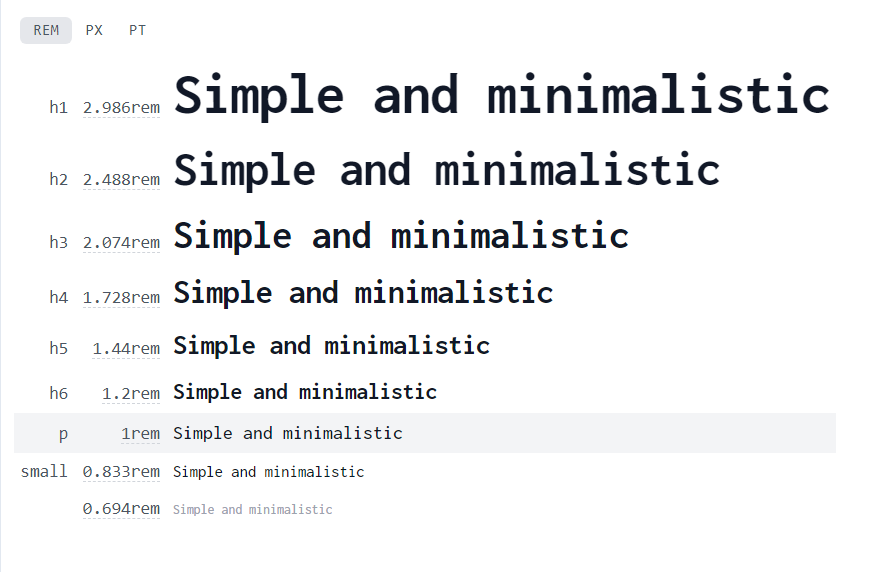 REM PX PT
h1 2.986rem Simple and minimalistic
h2 2.488rem Simple and minimalistic
h3 2.074rem Simple and minimalistic
h4 1.728rem Simple and minimalistic
h5 1.44rem Simple and minimalistic
h6 1.2rem Simple and minimalistic
p 1rem Simple and minimalistic
small 0.833rem Simple and minimalistic
0.694rem Simple and minimalistic